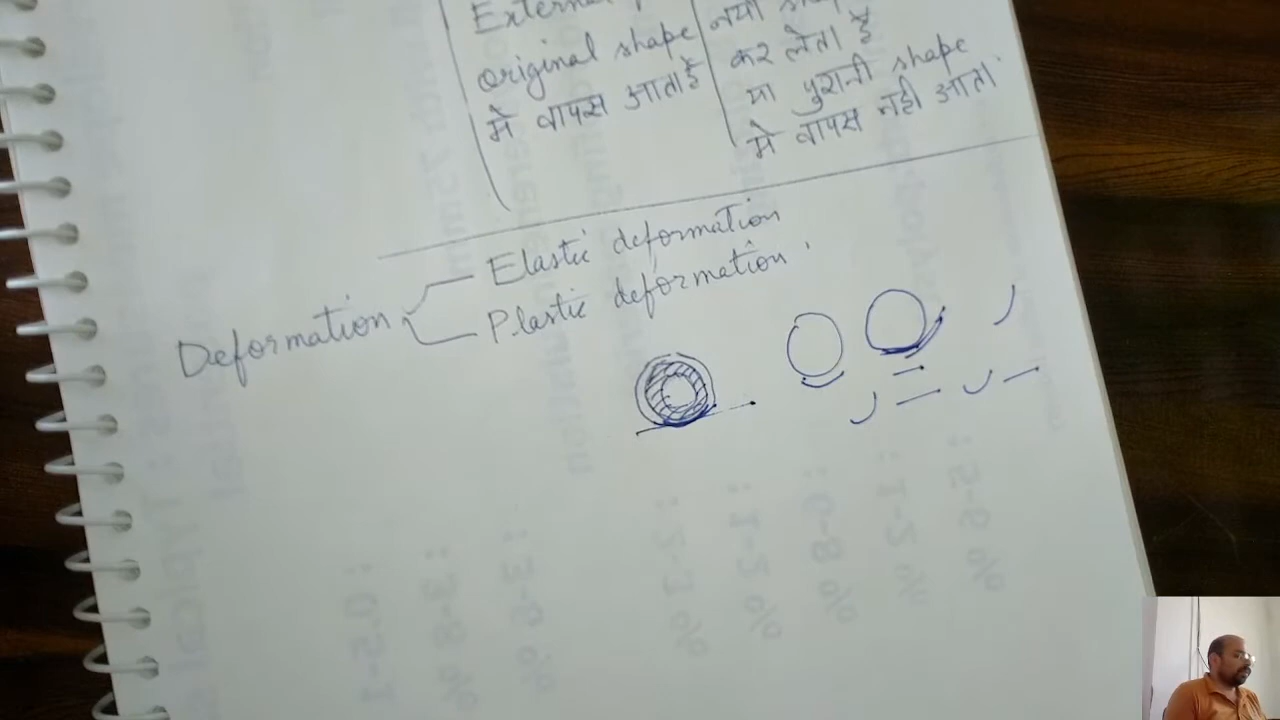 External
original shape
मे वापस आता है
नया
कर लेता है
या पुरानी shape
मे वापस नही आता
Deformation
Elastic deformation
Plastic deformation